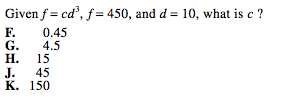 Given f = cd³, f = 450, and d = 10, what is c ?
F. 0.45
G. 4.5
H. 15
J. 45
K. 150